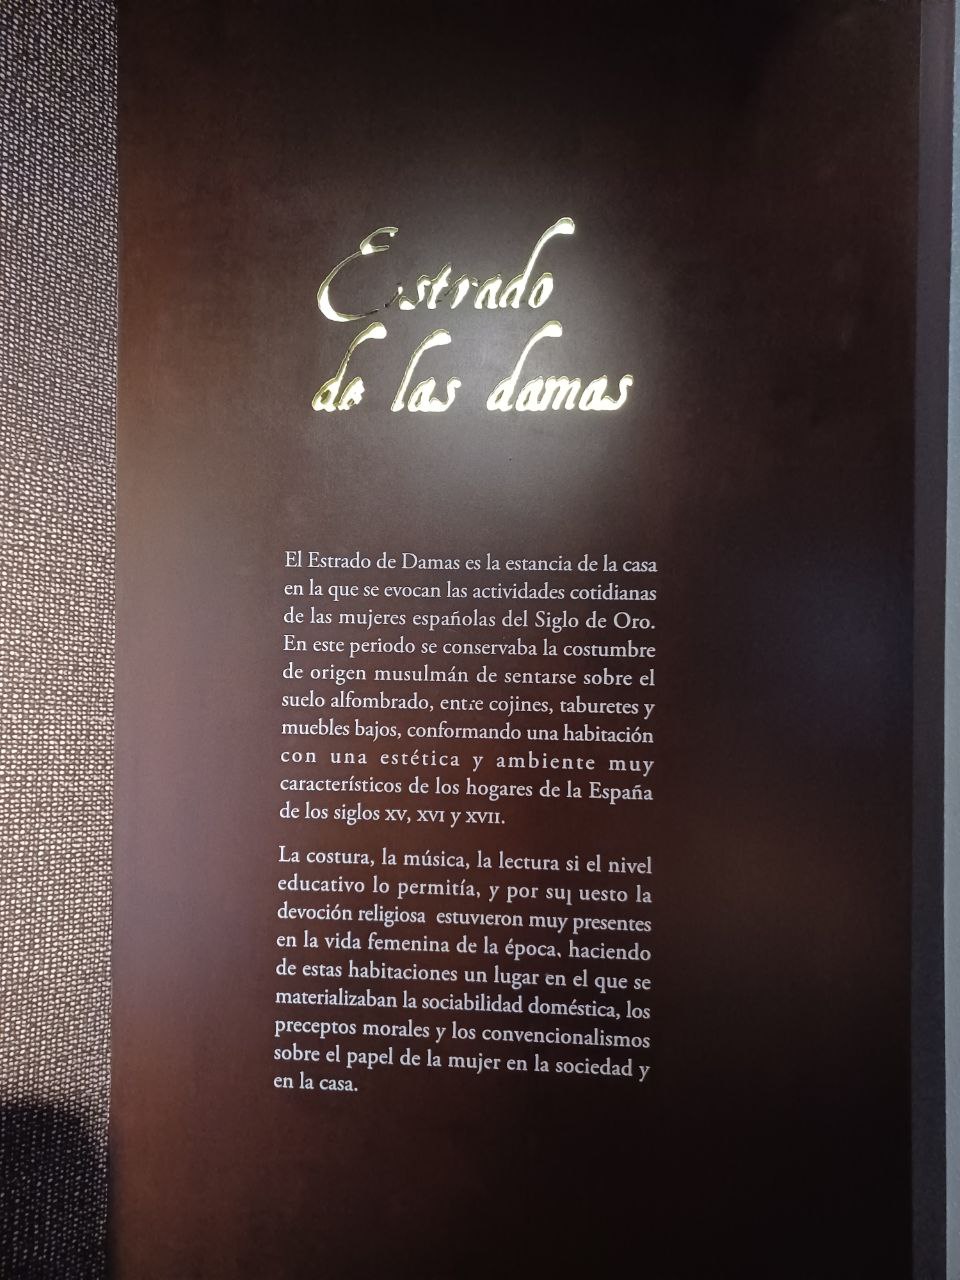 Estrado
de las damas
El Estrado de Damas es la estancia de la casa
en la que se evocan las actividades cotidianas
de las mujeres españolas del Siglo de Oro.
En este periodo se conservaba la costumbre
de origen musulmán de sentarse sobre el
suelo alfombrado, entre cojines, taburetes y
muebles bajos, conformando una habitación
con una estética y ambiente muy
característicos de los hogares de la España
de los siglos XV, XVI y XVII.
La costura, la música, la lectura si el nivel
educativo lo permitía, y por supuesto la
devoción religiosa estuvieron muy presentes
en la vida femenina de la época, haciendo
de estas habitaciones un lugar en el que se
materializaban la sociabilidad doméstica, los
preceptos morales y los convencionalismos
sobre el papel de la mujer en la sociedad y
en la casa.